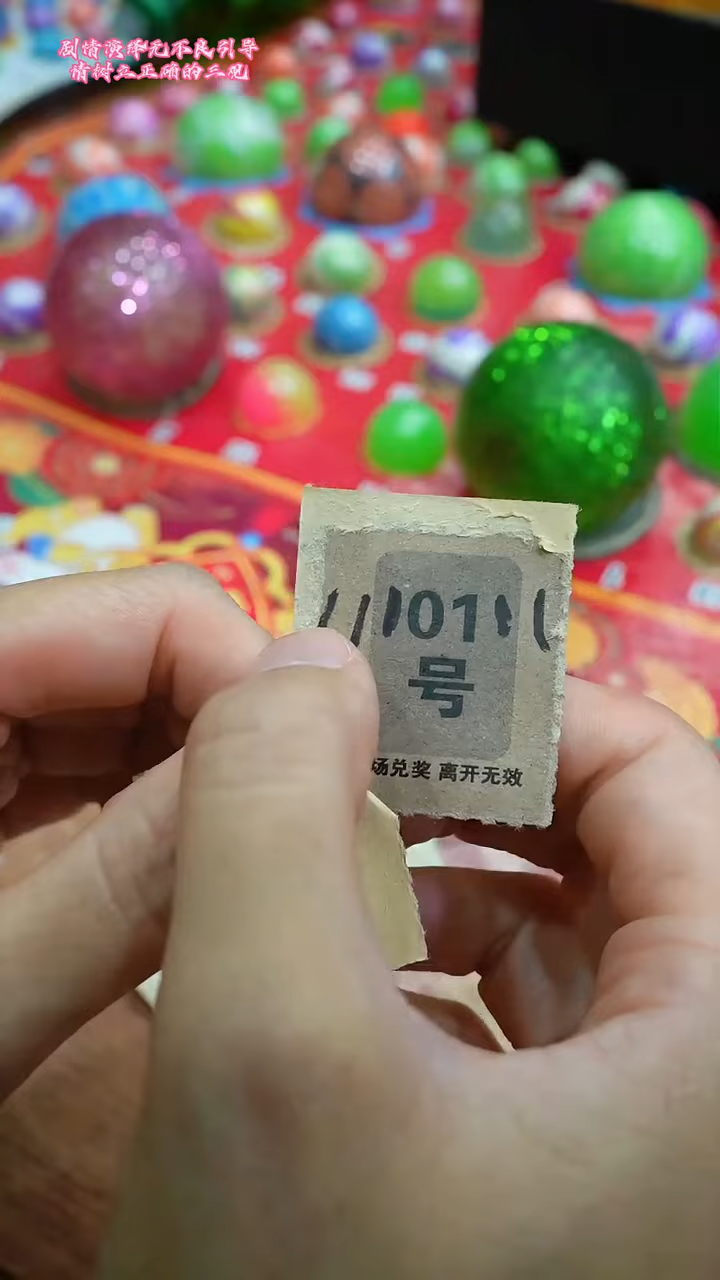 剧情演绎无不良引导
请树立正确的三观
01
号
场兑奖 离开无效